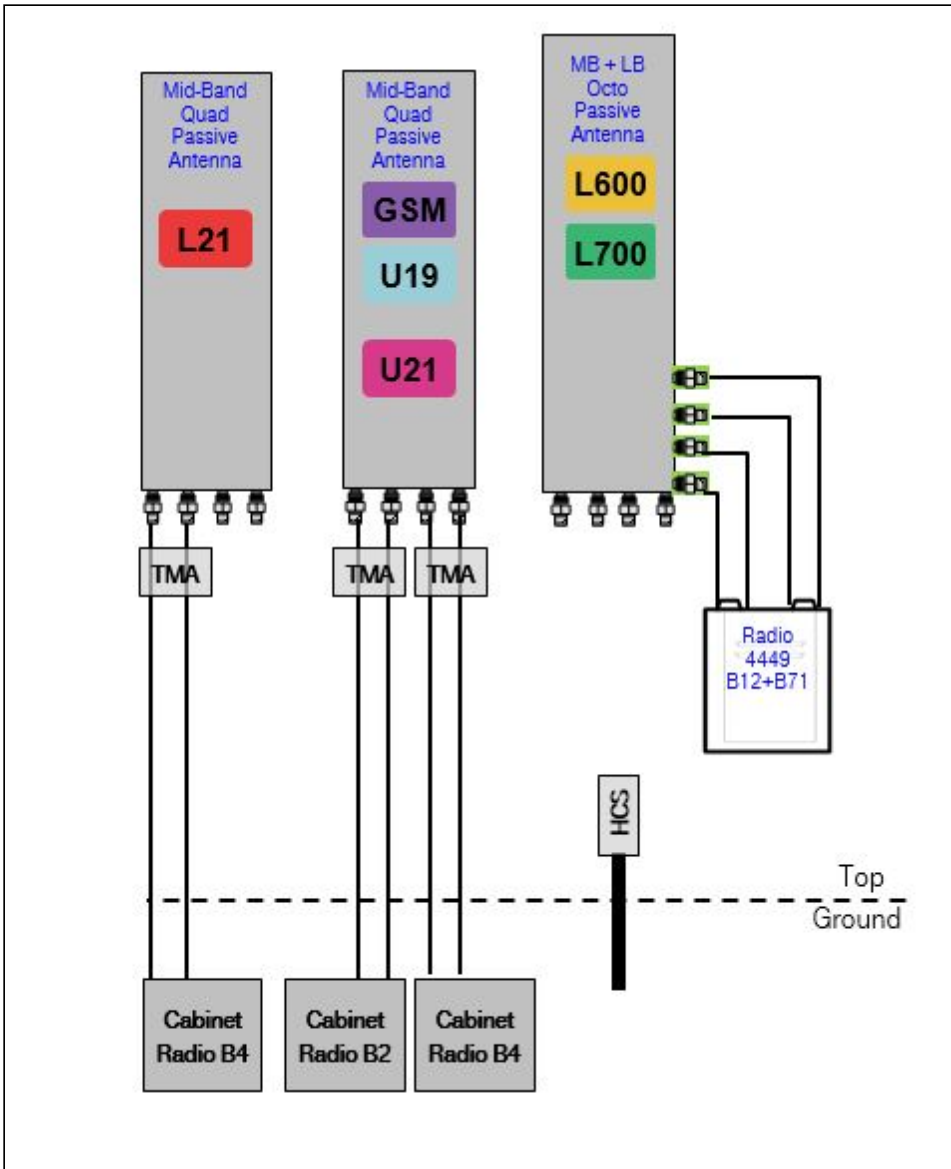 Mid-Band
Quad
Passive
Antenna
L21
Mid-Band
Quad
Passive
Antenna
GSM
U19
U21
MB + LB
Octo
Passive
Antenna
L600
L700
TMA
TMA
TMA
Radio
4449
B12+B71
HCS
Top
Ground
Cabinet
Radio B4
Cabinet
Radio B2
Cabinet
Radio B4